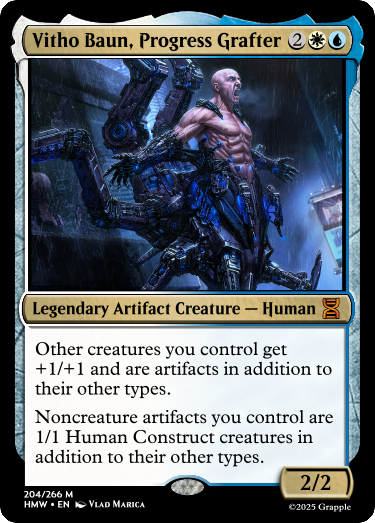 Vitho Baun, Progress Grafter 2
Legendary Artifact Creature — Human
Other creatures you control get
+1/+1 and are artifacts in addition to
their other types.
Noncreature artifacts you control are
1/1 Human Construct creatures in
addition to their other types.
2/2
204/266 M
HMW • EN Vlad Marica
©2025 Grapple